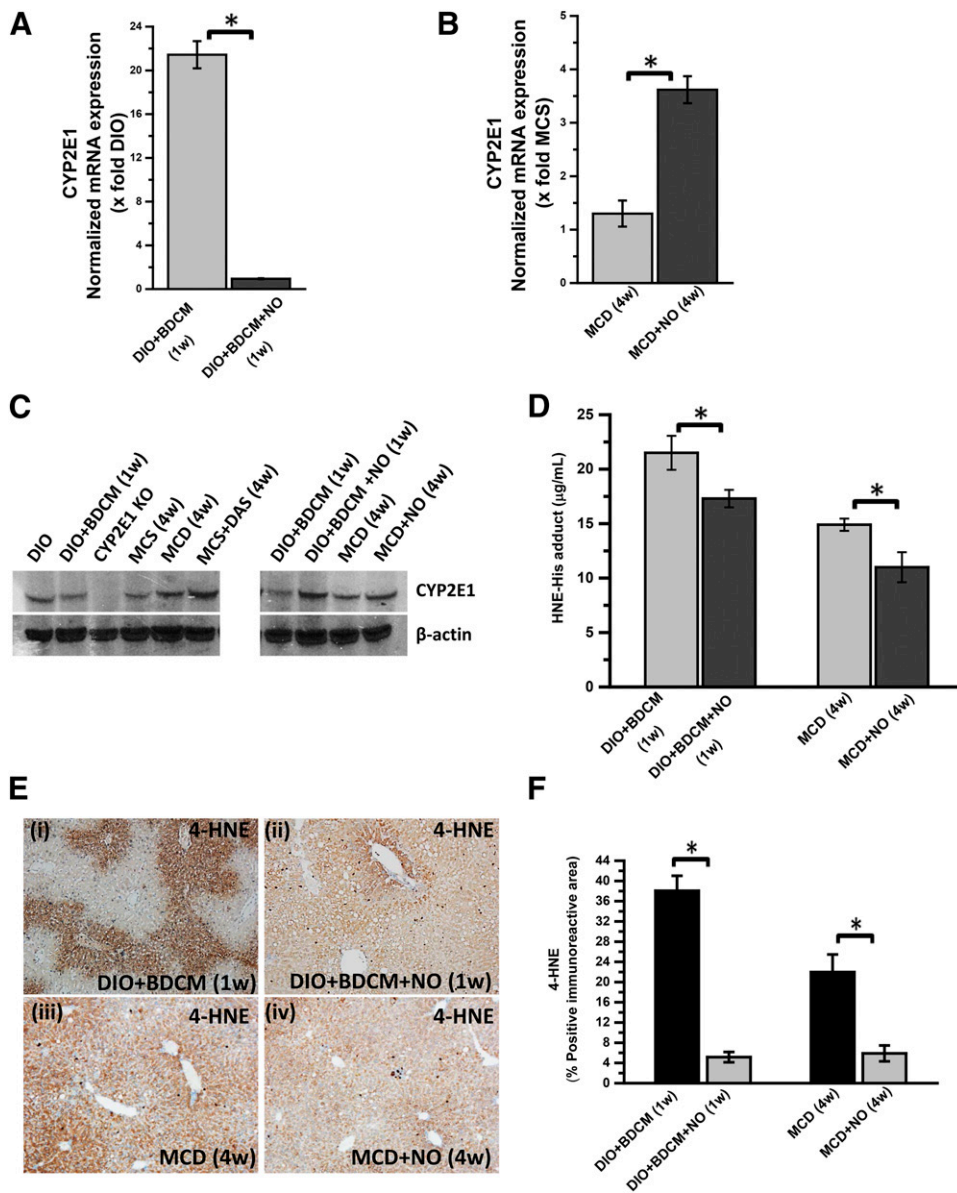 A
CYP2E1
Normalized mRNA expression
(x fold DIO)
24
20
16
12
8
4
0
*
DIO+BDCM
(1w)
DIO+BDCM+NO
(1w)
B
CYP2E1
Normalized mRNA expression
(x fold MCS)
5
4
3
2
1
0
*
MCD (4w)
MCD+NO (4w)
C
DIO
DIO+BDCM (1w)
CYP2E1 KO
MCS (4w)
MCD (4w)
MCS+DAS (4w)
DIO+BDCM (1w)
DIO+BDCM +NO (1w)
MCD (4w)
MCD+NO (4w)
CYP2E1
β-actin
D
HNE-His adduct (µg/mL)
25
20
15
10
5
0
*
*
DIO+BDCM
(1w)
DIO+BDCM+NO
(1w)
MCD (4w)
MCD+NO (4w)
E
(i)
4-HNE
DIO+BDCM (1w)
(ii)
4-HNE
DIO+BDCM+NO (1w)
(iii)
4-HNE
MCD (4w)
(iv)
4-HNE
MCD+NO (4w)
F
4-HNE
(% Positive immunoreactive area)
44
40
36
32
28
24
20
16
12
8
4
0
*
*
DIO+BDCM (1w)
DIO+BDCM+NO (1w)
MCD (4w)
MCD+NO (4w)